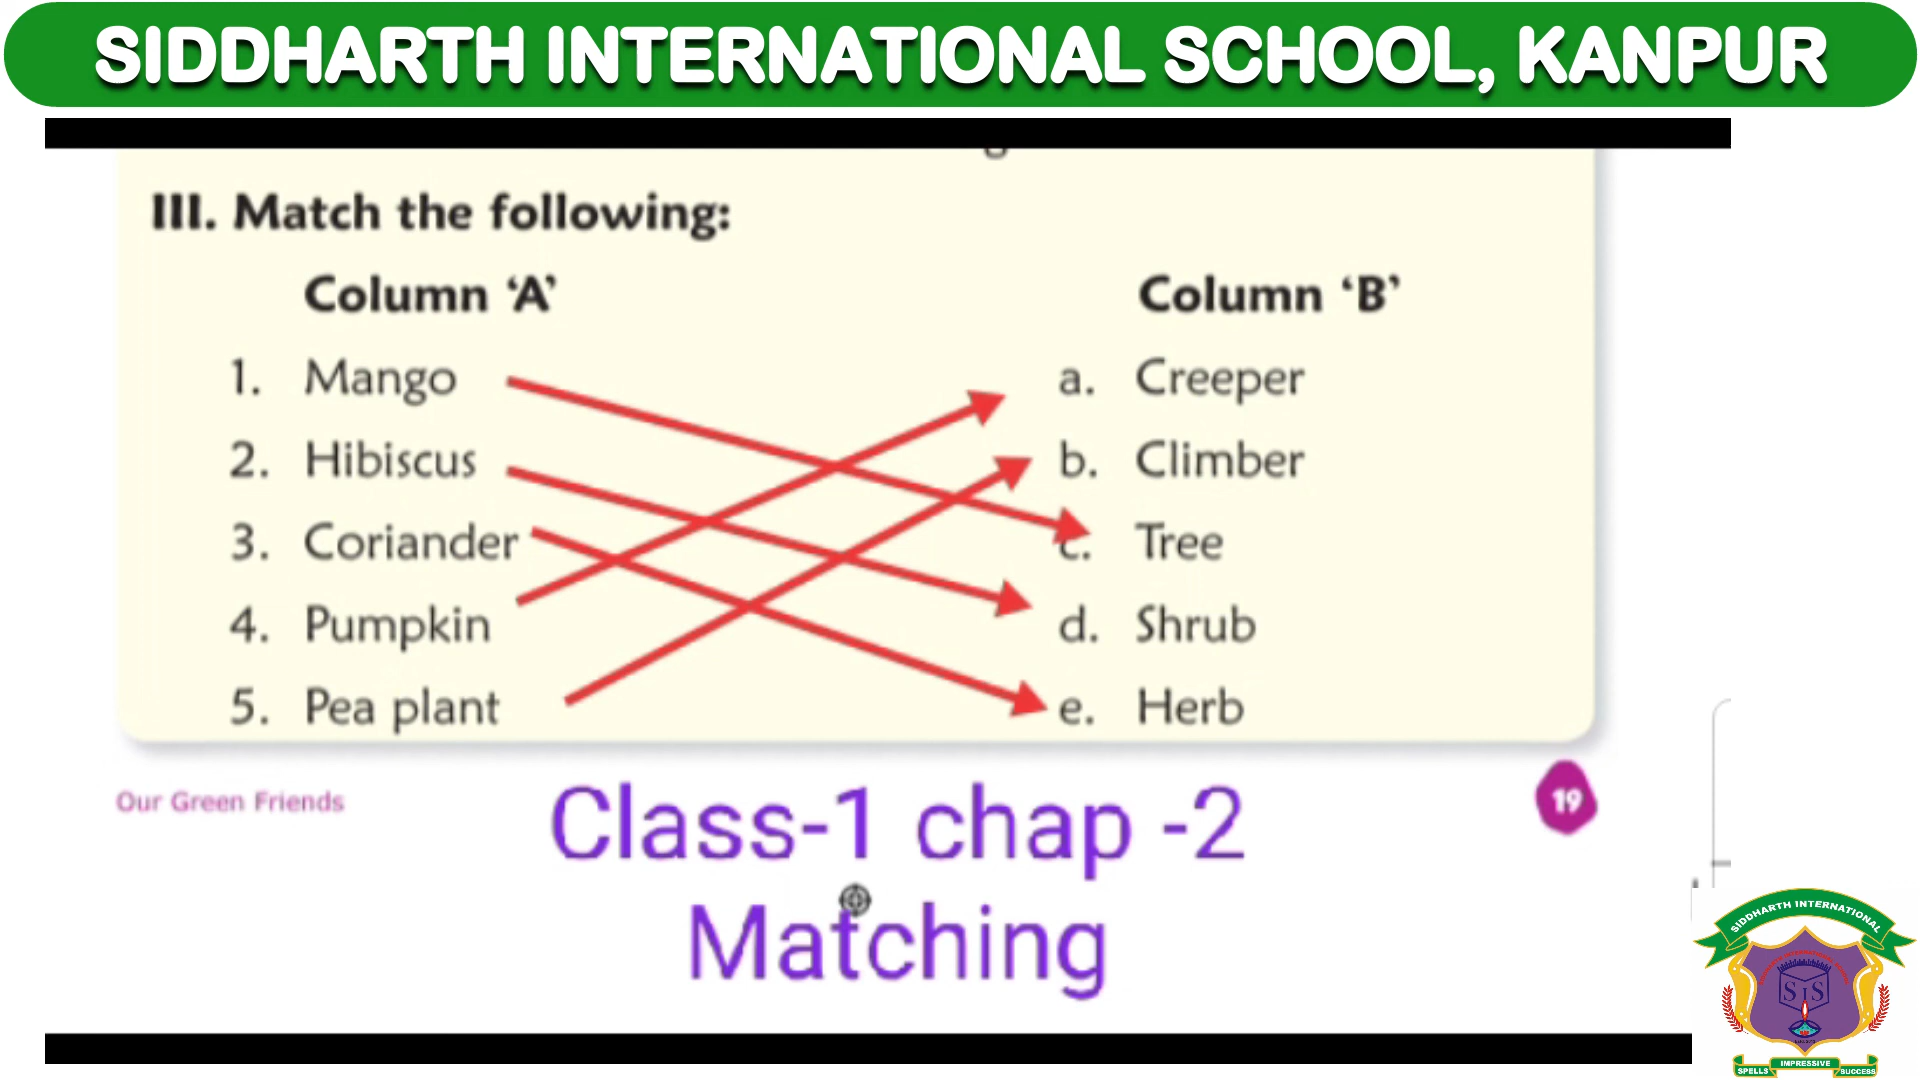 SIDDHARTH INTERNATIONAL SCHOOL, KANPUR
III. Match the following:
Column ‘A’ Column ‘B’
1. Mango a. Creeper
2. Hibiscus b. Climber
3. Coriander c. Tree
4. Pumpkin d. Shrub
5. Pea plant e. Herb
Our Green Friends 19
Class-1 chap -2
Matching
SIDDHARTH INTERNATIONAL
SIS
SPELLS IMPRESSIVE SUCCESS